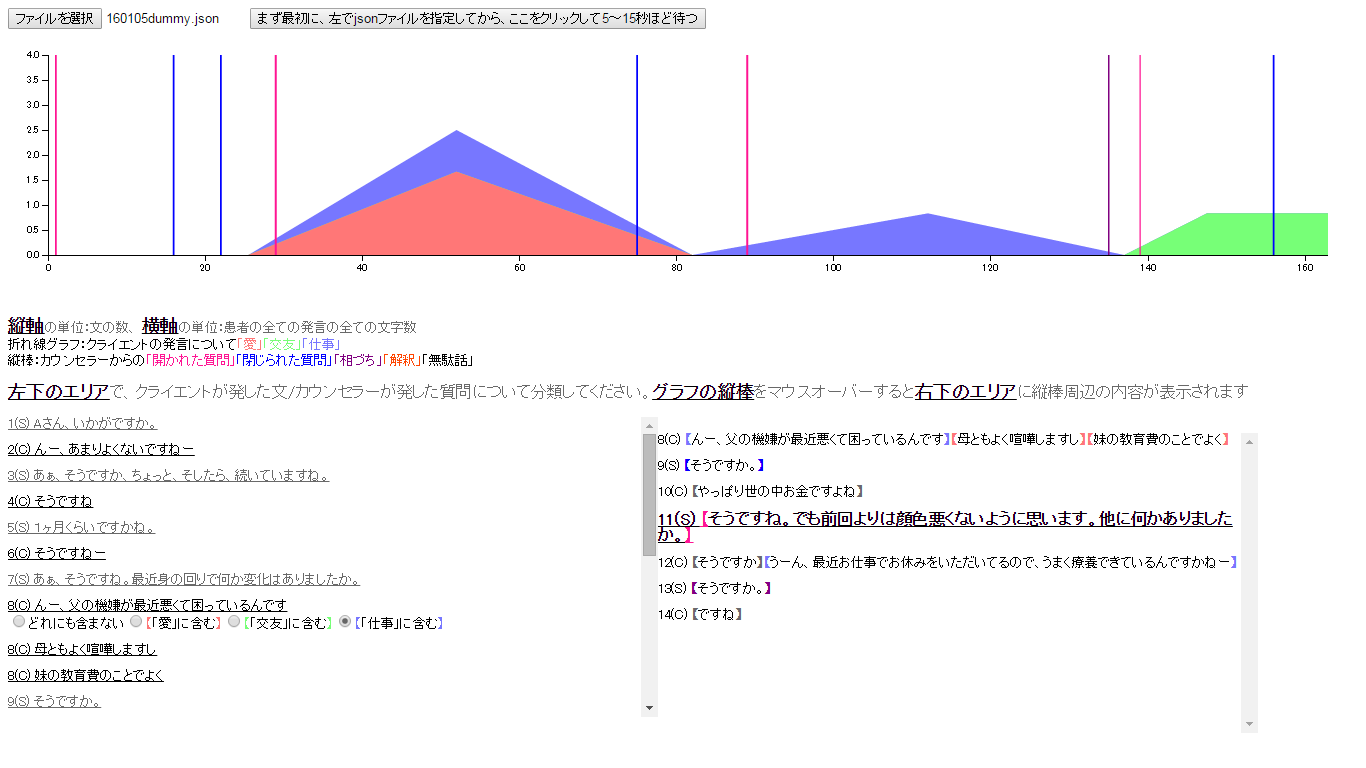 ファイルを選択 160105dummy.json まず最初に、左でjsonファイルを指定してから、ここをクリックして5～15秒ほど待つ
4.0
3.5
3.0
2.5
2.0
1.5
1.0
0.5
0.0
0 20 40 60 80 100 120 140 160
縦軸の単位:文の数、 横軸の単位:患者の全ての発言の全ての文字数
折れ線グラフ:クライエントの発言について「愛」「交友」「仕事」
縦棒:カウンセラーからの「開かれた質問」「閉じられた質問」「相づち」「解釈」「無駄話」
左下のエリアで、クライエントが発した文/カウンセラーが発した質問について分類してください。グラフの縦棒をマウスオーバーすると右下のエリアに縦棒周辺の内容が表示されます
1(S) Aさん、いかがですか。
2(C) んー、あまりよくないですねー
3(S) あぁ、そうですか、ちょっと、そしたら、続いていますね。
4(C) そうですね
5(S) 1ヶ月くらいですかね。
6(C) そうですねー
7(S) あぁ、そうですね。最近身の回りで何か変化はありましたか。
8(C) んー、父の機嫌が最近悪くて困っているんです
どれにも含まない 【「愛」に含む】 【「交友」に含む】 【「仕事」に含む】
8(C) 母ともよく喧嘩しますし
8(C) 妹の教育費のことでよく
9(S) そうですか。
8(C) 【んー、父の機嫌が最近悪くて困っているんです】【母ともよく喧嘩しますし】【妹の教育費のことでよく】
9(S) 【そうですか。】
10(C) 【やっぱり世の中お金ですよね】
11(S) 【そうですね。でも前回よりは顔色悪くないように思います。他に何かありました
か。】
12(C) 【そうですか】【うーん、最近お仕事でお休みをいただいてるので、うまく療養できているんですかねー】
13(S) 【そうですか。】
14(C) 【ですね】